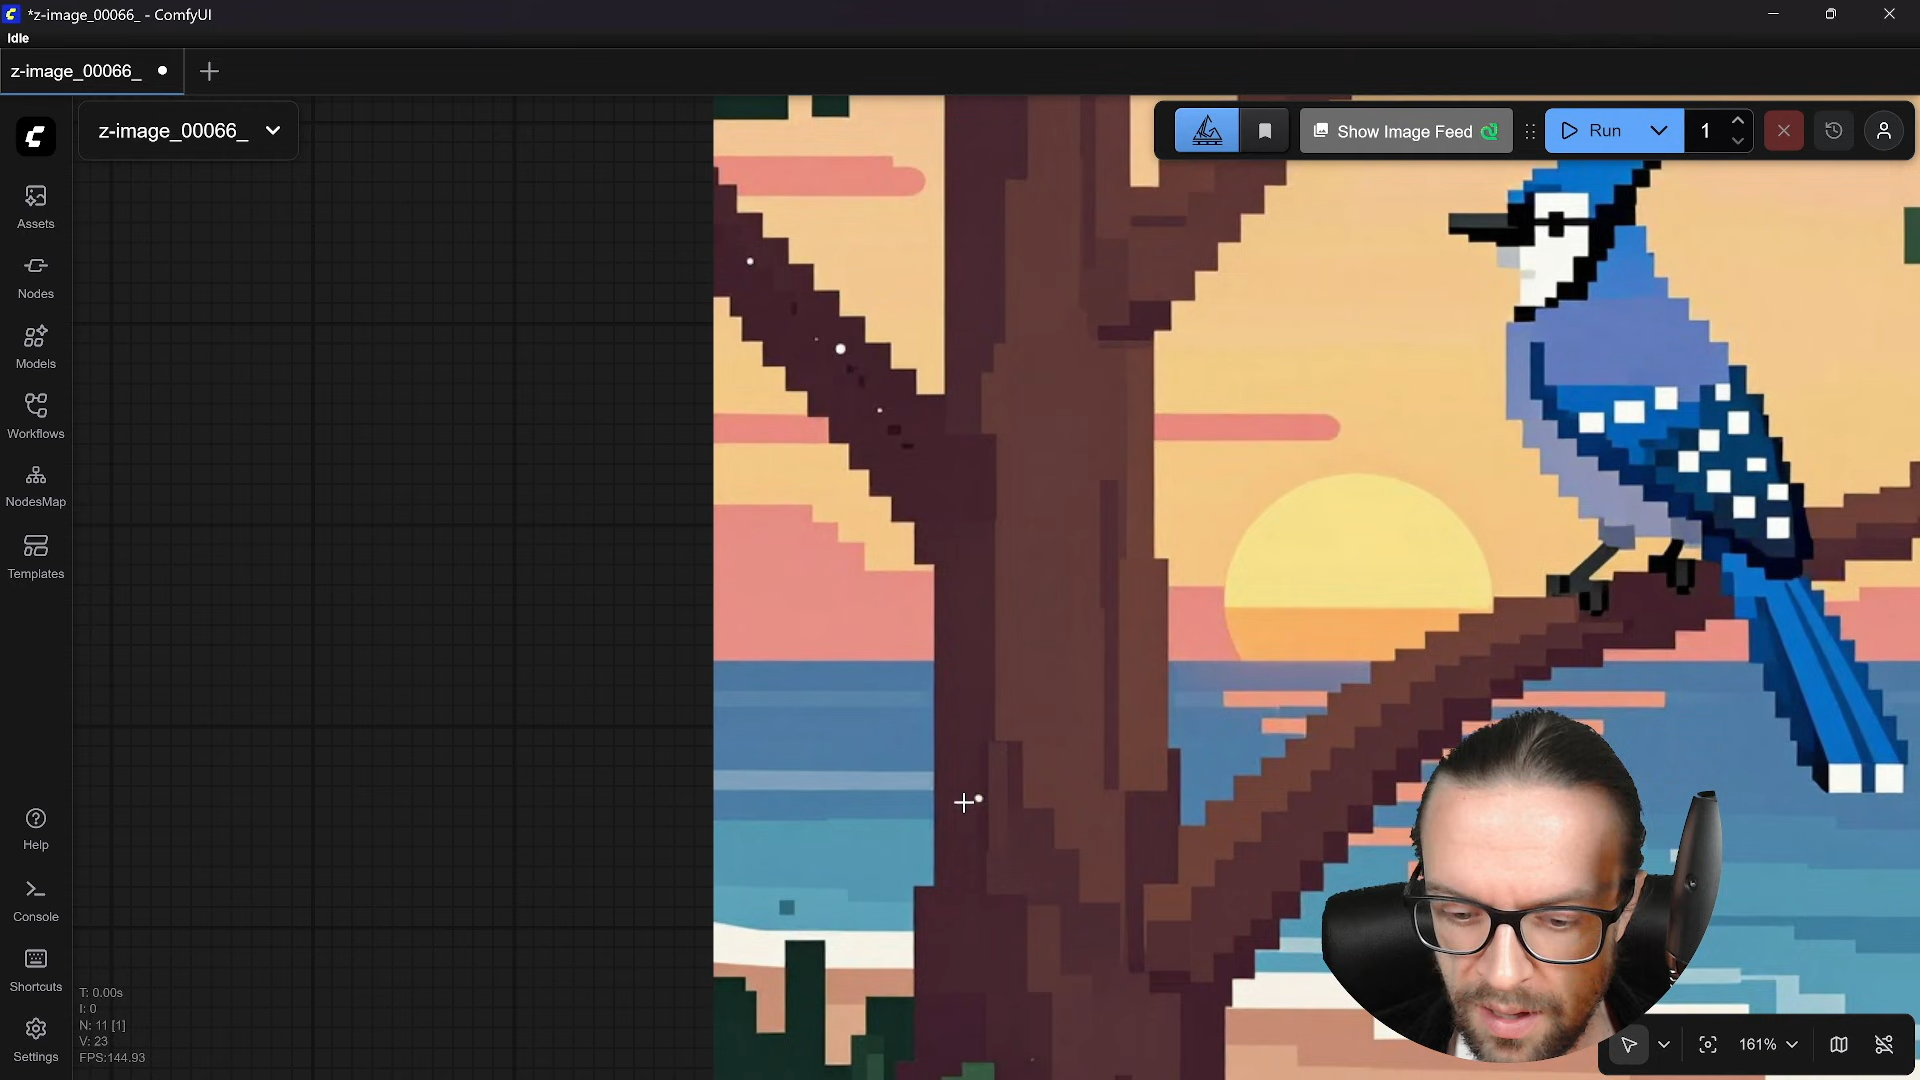 *z-image_00066_ - ComfyUI
Idle
z-image_00066_
z-image_00066_
Show Image Feed
Run
1
Assets
Nodes
Models
Workflows
NodesMap
Templates
Help
Console
Shortcuts
Settings
T: 0.00s
I: 0
N: 11 [1]
V: 23
FPS:144.93
161%